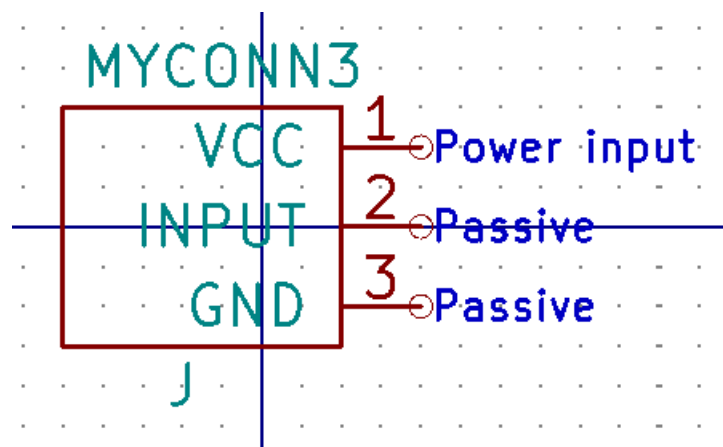 MYCONN3
VCC 1 Power input
INPUT 2 Passive
GND 3 Passive
J